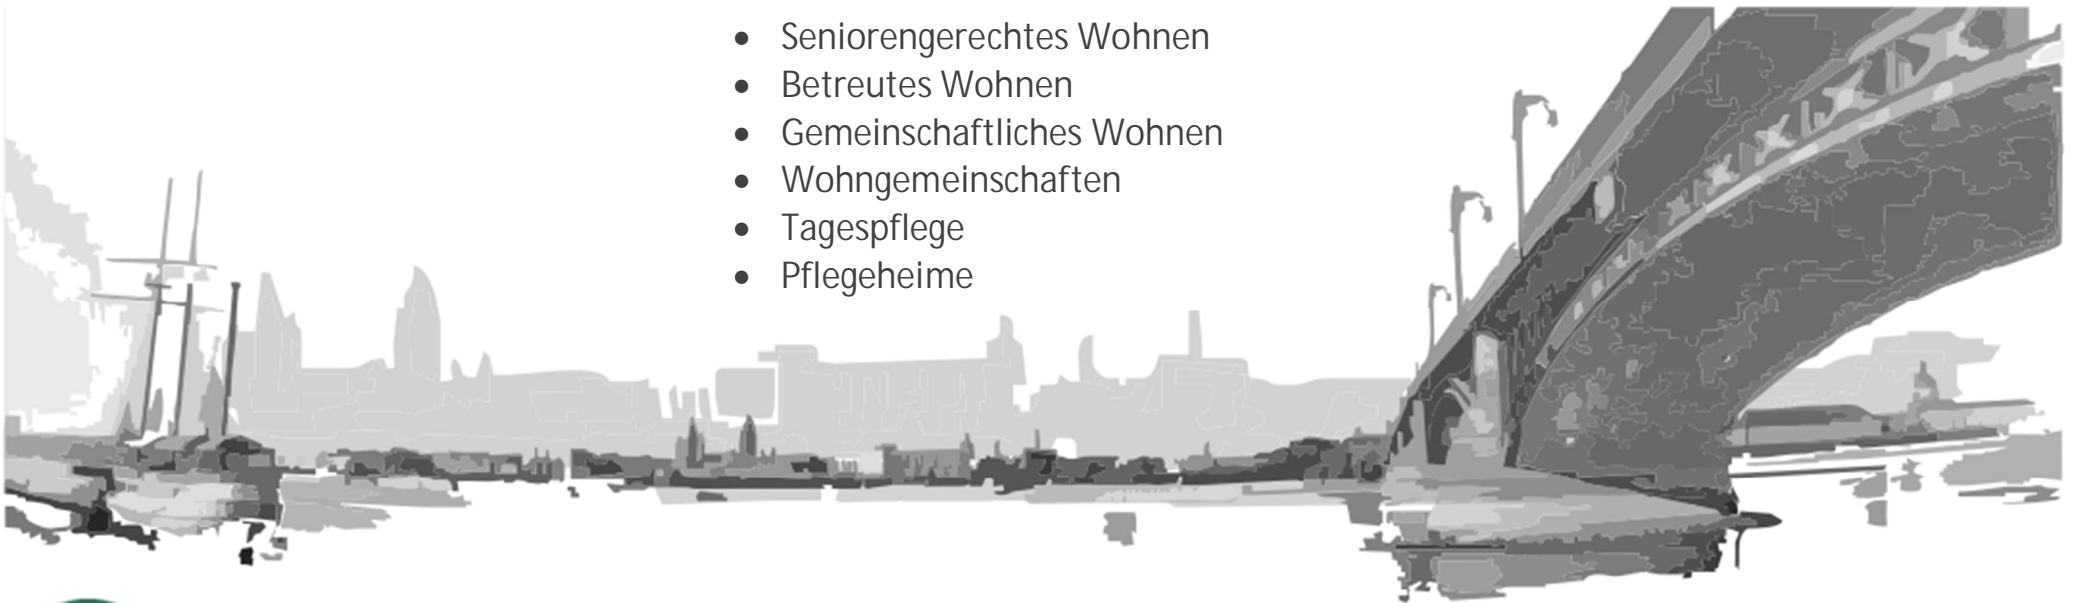 • Seniorengerechtes Wohnen
• Betreutes Wohnen
• Gemeinschaftliches Wohnen
• Wohngemeinschaften
• Tagespflege
• Pflegeheime